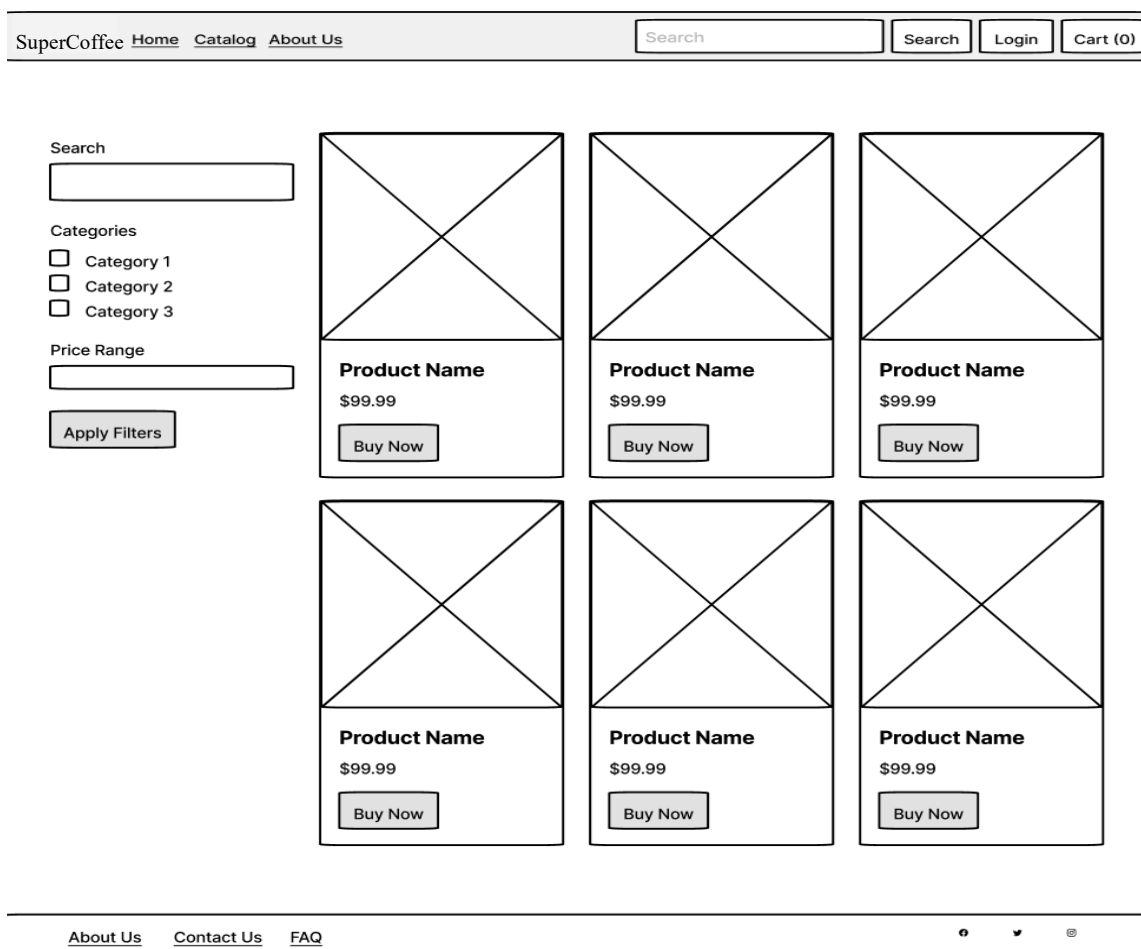 SuperCoffee Home Catalog About Us Search Search Login Cart (0)
Search
Categories
Category 1
Category 2
Category 3
Price Range
Apply Filters
Product Name Product Name Product Name
$99.99 $99.99 $99.99
Buy Now Buy Now Buy Now
Product Name Product Name Product Name
$99.99 $99.99 $99.99
Buy Now Buy Now Buy Now
About Us Contact Us FAQ